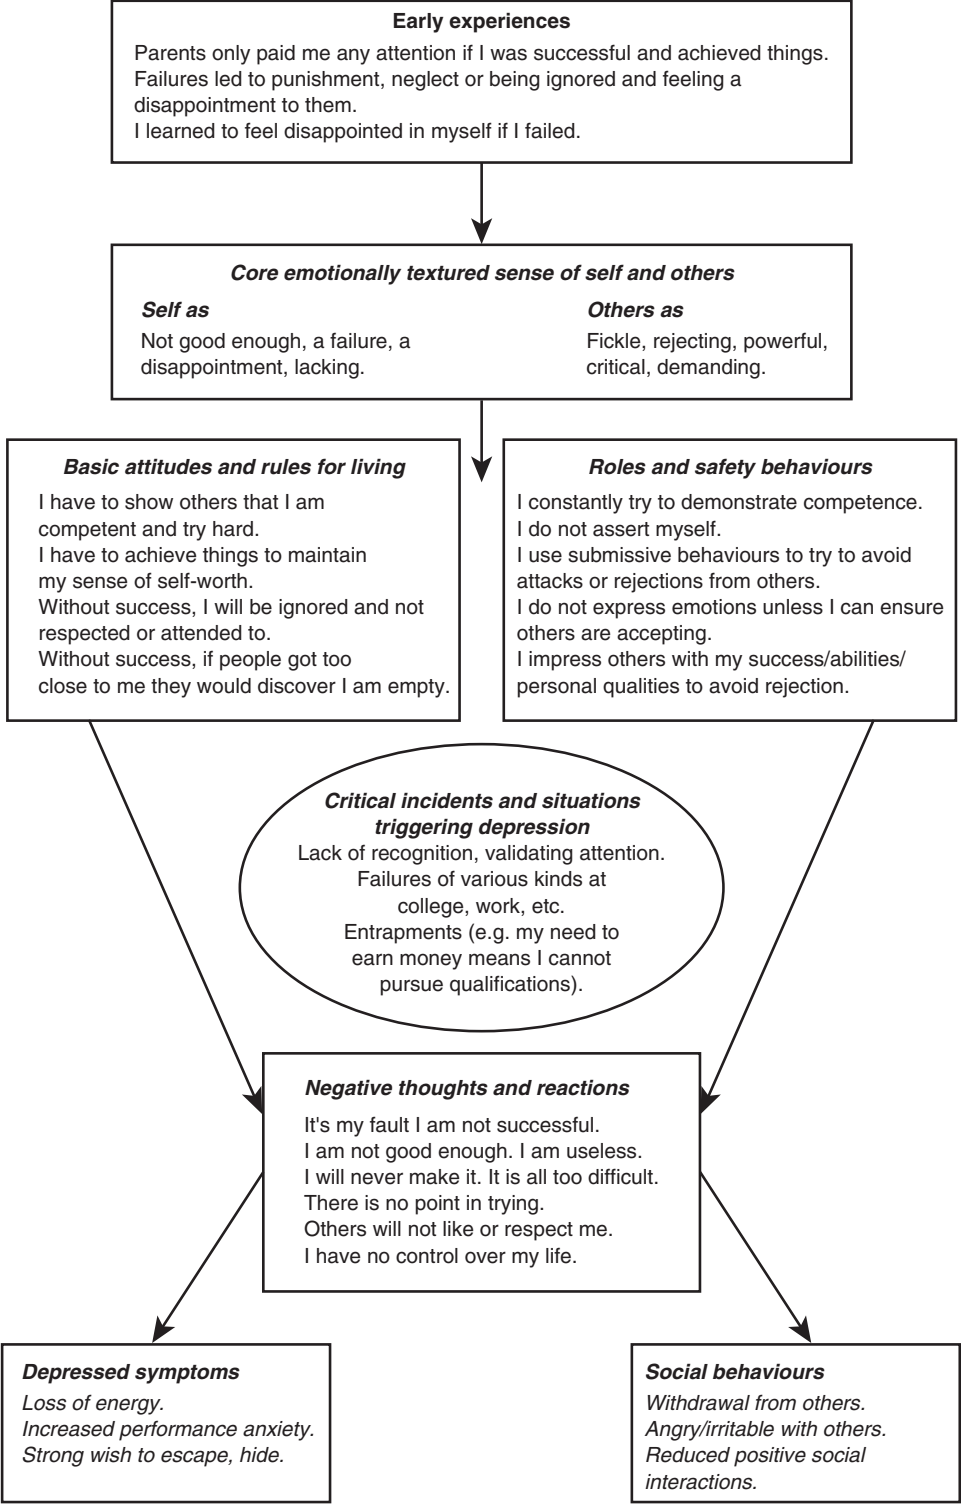 Early experiences
Parents only paid me any attention if I was successful and achieved things.
Failures led to punishment, neglect or being ignored and feeling a
disappointment to them.
I learned to feel disappointed in myself if I failed.
Core emotionally textured sense of self and others
Self as
Not good enough, a failure, a
disappointment, lacking.
Others as
Fickle, rejecting, powerful,
critical, demanding.
Basic attitudes and rules for living
I have to show others that I am
competent and try hard.
I have to achieve things to maintain
my sense of self-worth.
Without success, I will be ignored and not
respected or attended to.
Without success, if people got too
close to me they would discover I am empty.
Roles and safety behaviours
I constantly try to demonstrate competence.
I do not assert myself.
I use submissive behaviours to try to avoid
attacks or rejections from others.
I do not express emotions unless I can ensure
others are accepting.
I impress others with my success/abilities/
personal qualities to avoid rejection.
Critical incidents and situations
triggering depression
Lack of recognition, validating attention.
Failures of various kinds at
college, work, etc.
Entrapments (e.g. my need to
earn money means I cannot
pursue qualifications).
Negative thoughts and reactions
It's my fault I am not successful.
I am not good enough. I am useless.
I will never make it. It is all too difficult.
There is no point in trying.
Others will not like or respect me.
I have no control over my life.
Depressed symptoms
Loss of energy.
Increased performance anxiety.
Strong wish to escape, hide.
Social behaviours
Withdrawal from others.
Angry/irritable with others.
Reduced positive social
interactions.